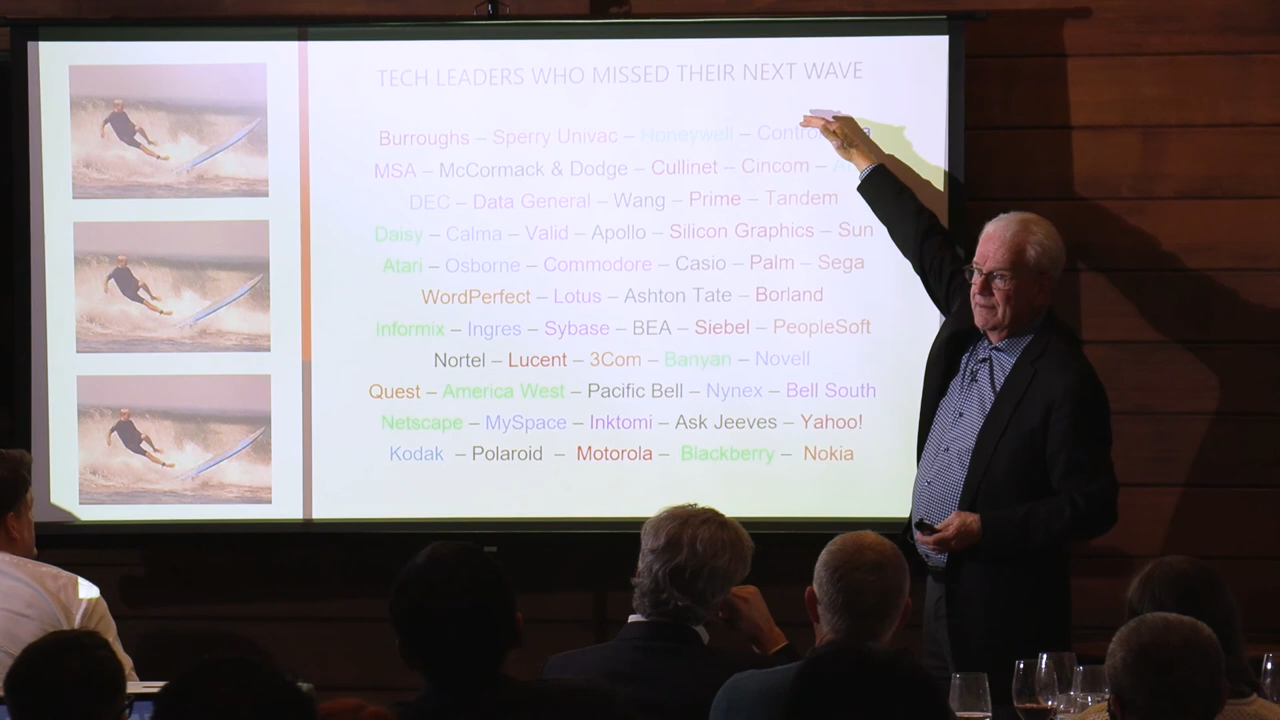 TECH LEADERS WHO MISSED THEIR NEXT WAVE
Burroughs – Sperry Univac – Honeywell –
MSA – McCormack & Dodge – Cullinet – Cincom –
DEC – Data General – Wang – Prime – Tandem
Daisy – Calma – Valid – Apollo – Silicon Graphics – Sun
Atari – Osborne – Commodore – Casio – Palm – Sega
WordPerfect – Lotus – Ashton Tate – Borland
Informix – Ingres – Sybase – BEA – Siebel – PeopleSoft
Nortel – Lucent – 3Com – Banyan – Novell
Quest – America West – Pacific Bell – Nynex – Bell South
Netscape – MySpace – Inktomi – Ask Jeeves – Yahoo!
Kodak – Polaroid – Motorola – Blackberry – Nokia